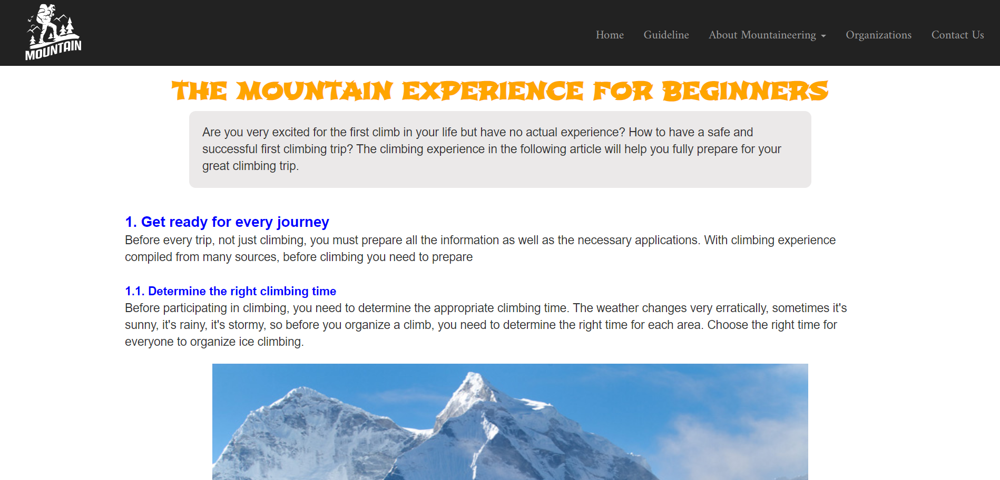 MOUNTAIN
Home Guideline About Mountaineering Organizations Contact Us
THE MOUNTAIN EXPERIENCE FOR BEGINNERS
Are you very excited for the first climb in your life but have no actual experience? How to have a safe and
successful first climbing trip? The climbing experience in the following article will help you fully prepare for your
great climbing trip.
1. Get ready for every journey
Before every trip, not just climbing, you must prepare all the information as well as the necessary applications. With climbing experience
compiled from many sources, before climbing you need to prepare
1.1. Determine the right climbing time
Before participating in climbing, you need to determine the appropriate climbing time. The weather changes very erratically, sometimes it's
sunny, it's rainy, it's stormy, so before you organize a climb, you need to determine the right time for each area. Choose the right time for
everyone to organize ice climbing.